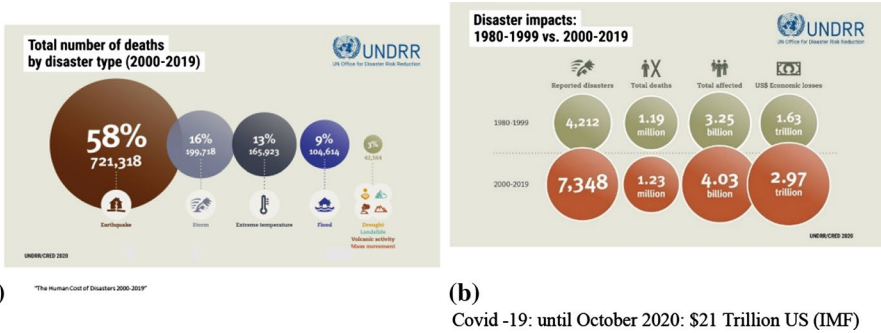 Total number of deaths
by disaster type (2000-2019)
UNDRR
UN Office for Disaster Risk Reduction
58%
721,318
16%
199,718
13%
165,923
9%
104,614
3%
Earthquake
Storm
Extreme temperature
Flood
Drought
Landslide
Volcanic activity
Mass movement
UNDRR/CRED 2020
)
"The Human Cost of Disasters 2000-2019"
Disaster impacts:
1980-1999 vs. 2000-2019
UNDRR
UN Office for Disaster Risk Reduction
Reported disasters
Total deaths
Total affected
US$ Economic losses
1980-1999
4,212
1.19
million
3.25
billion
1.63
trillion
2000-2019
7,348
1.23
million
4.03
billion
2.97
trillion
UNDRR/CRED 2020
(b)
Covid -19: until October 2020: $21 Trillion US (IMF)